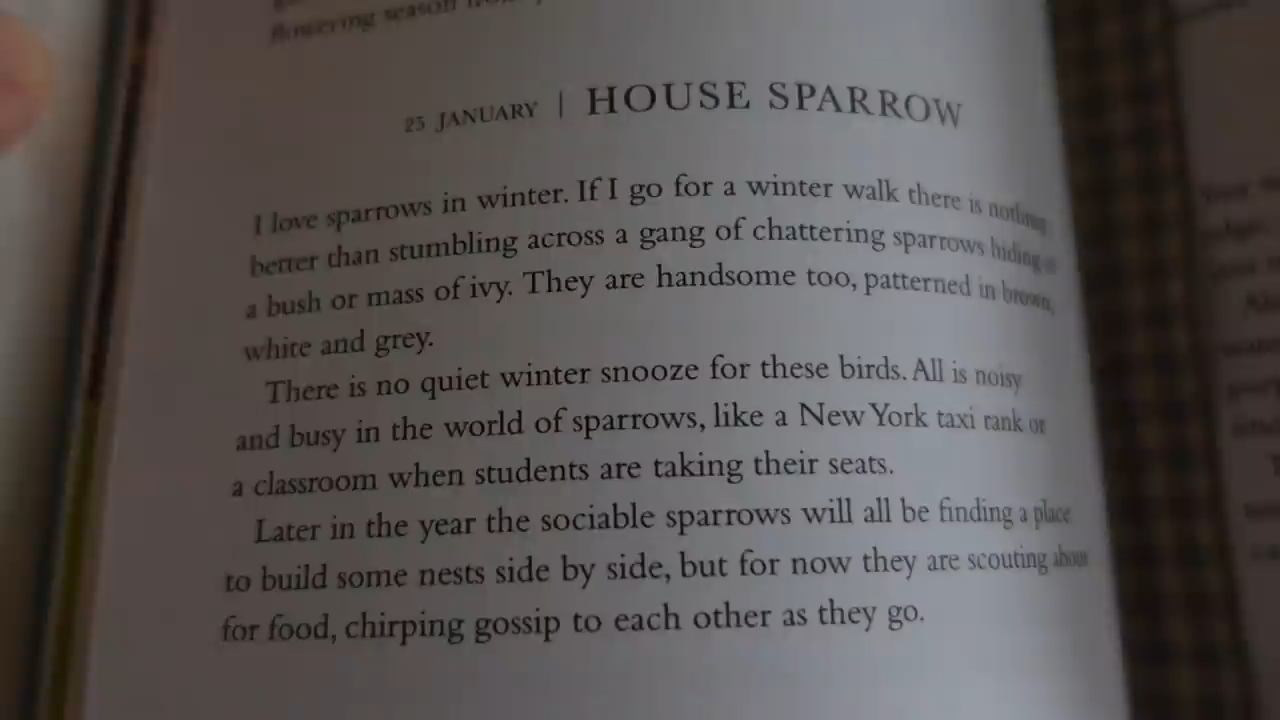 flowering season from
25 JANUARY | HOUSE SPARROW
I love sparrows in winter. If I go for a winter walk there is nothing
better than stumbling across a gang of chattering sparrows hiding in
a bush or mass of ivy. They are handsome too, patterned in brown,
white and grey.
There is no quiet winter snooze for these birds. All is noisy
and busy in the world of sparrows, like a New York taxi rank or
a classroom when students are taking their seats.
Later in the year the sociable sparrows will all be finding a place
to build some nests side by side, but for now they are scouting about
for food, chirping gossip to each other as they go.